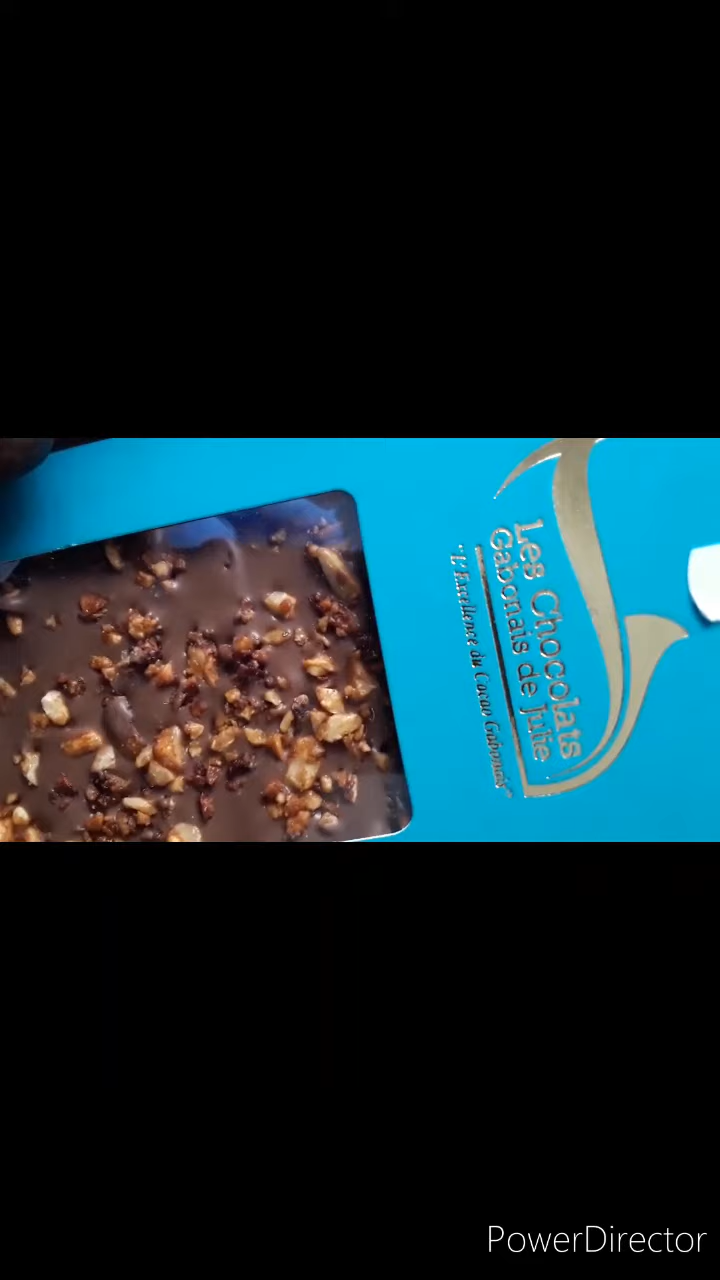 Les Chocolats
Gabonais de Julie
"L'Excellence du Cacao Gabonais"
PowerDirector